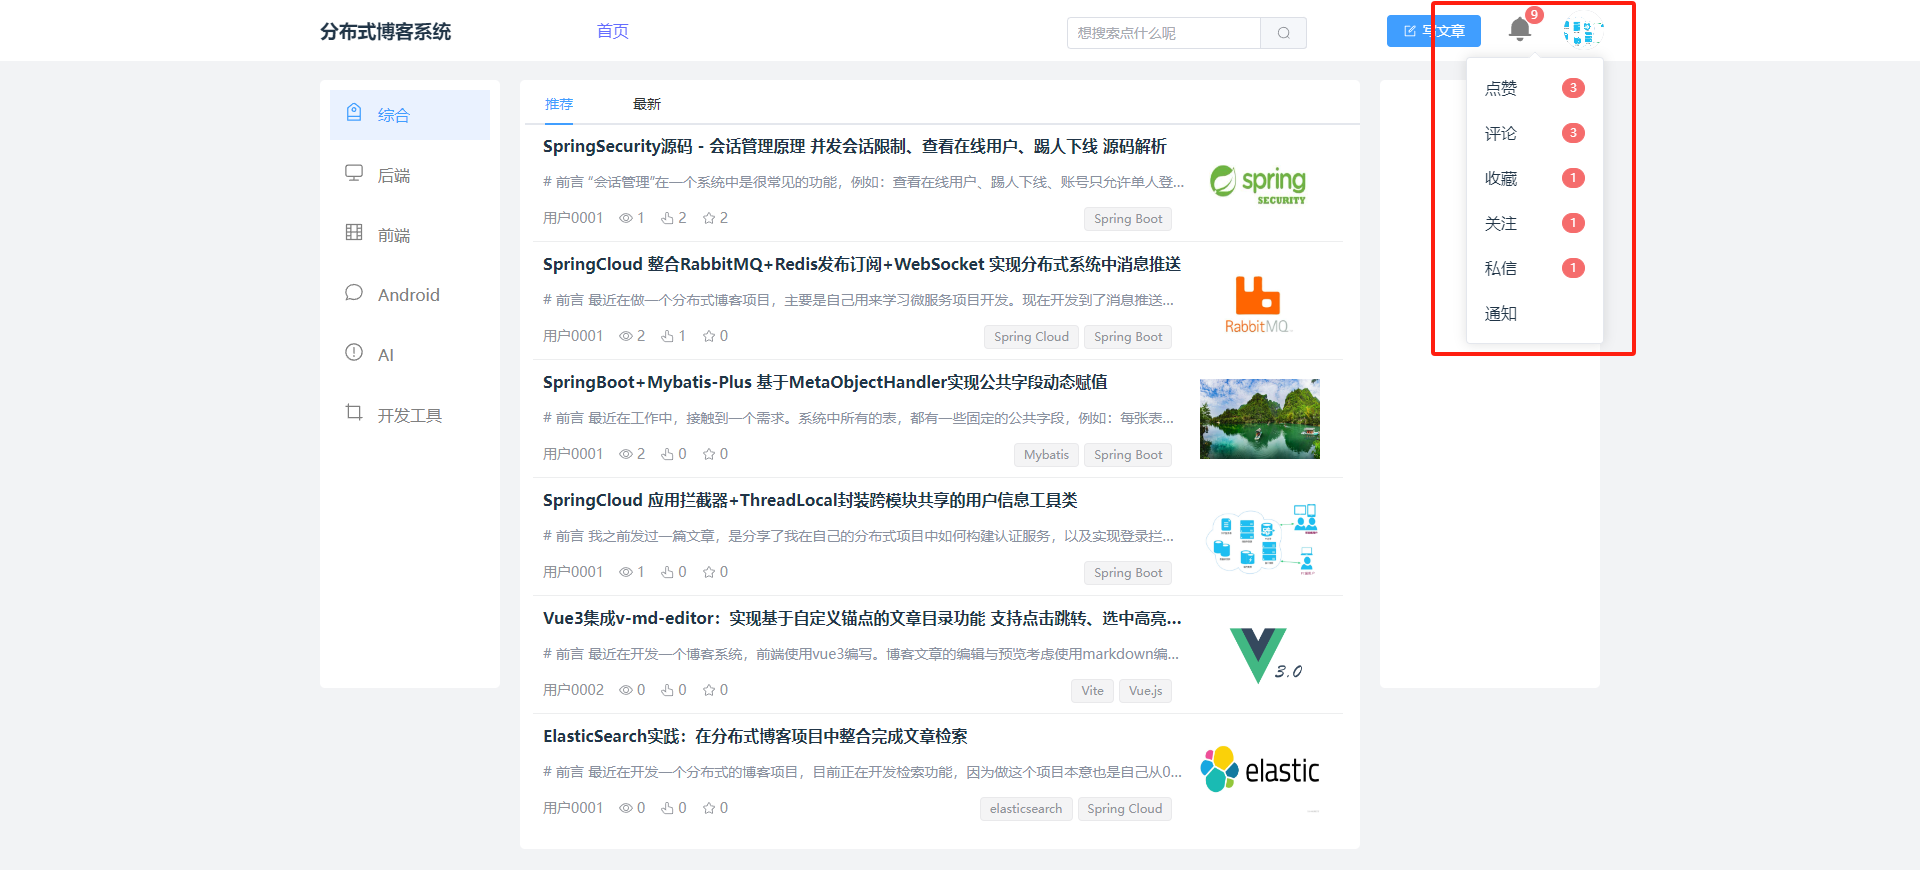 分布式博客系统
首页
想搜索点什么呢
写文章
9
点赞 3
评论 3
收藏 1
关注 1
私信 1
通知
综合
后端
前端
Android
AI
开发工具
推荐 最新
SpringSecurity源码 - 会话管理原理 并发会话限制、查看在线用户、踢人下线 源码解析
# 前言 “会话管理”在一个系统中是很常见的功能，例如：查看在线用户、踢人下线、账号只允许单人登...
用户0001 1 2 2
Spring Boot
spring
SECURITY
SpringCloud 整合RabbitMQ+Redis发布订阅+WebSocket 实现分布式系统中消息推送
# 前言 最近在做一个分布式博客项目，主要是自己用来学习微服务项目开发。现在开发到了消息推送...
用户0001 2 1 0
Spring Cloud Spring Boot
RabbitMQ
SpringBoot+Mybatis-Plus 基于MetaObjectHandler实现公共字段动态赋值
# 前言 最近在工作中，接触到一个需求。系统中所有的表，都有一些固定的公共字段，例如：每张表...
用户0001 2 0 0
Mybatis Spring Boot
SpringCloud 应用拦截器+ThreadLocal封装跨模块共享的用户信息工具类
# 前言 我之前发过一篇文章，是分享了我在自己的分布式项目中如何构建认证服务，以及实现登录拦...
用户0001 1 0 0
Spring Boot
Vue3集成v-md-editor：实现基于自定义锚点的文章目录功能 支持点击跳转、选中高亮...
# 前言 最近在开发一个博客系统，前端使用vue3编写。博客文章的编辑与预览考虑使用markdown编...
用户0002 0 0 0
Vite Vue.js
3.0
ElasticSearch实践：在分布式博客项目中整合完成文章检索
# 前言 最近在开发一个分布式的博客项目，目前正在开发检索功能，因为做这个项目本意也是自己从0...
用户0001 0 0 0
elasticsearch Spring Cloud
elastic